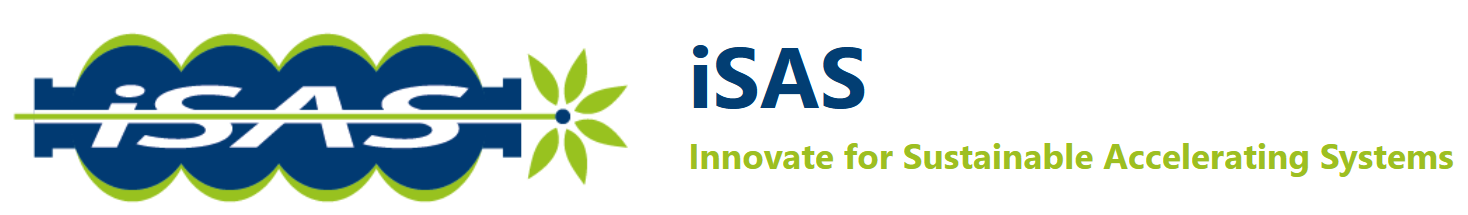 iSAS
iSAS
Innovate for Sustainable Accelerating Systems